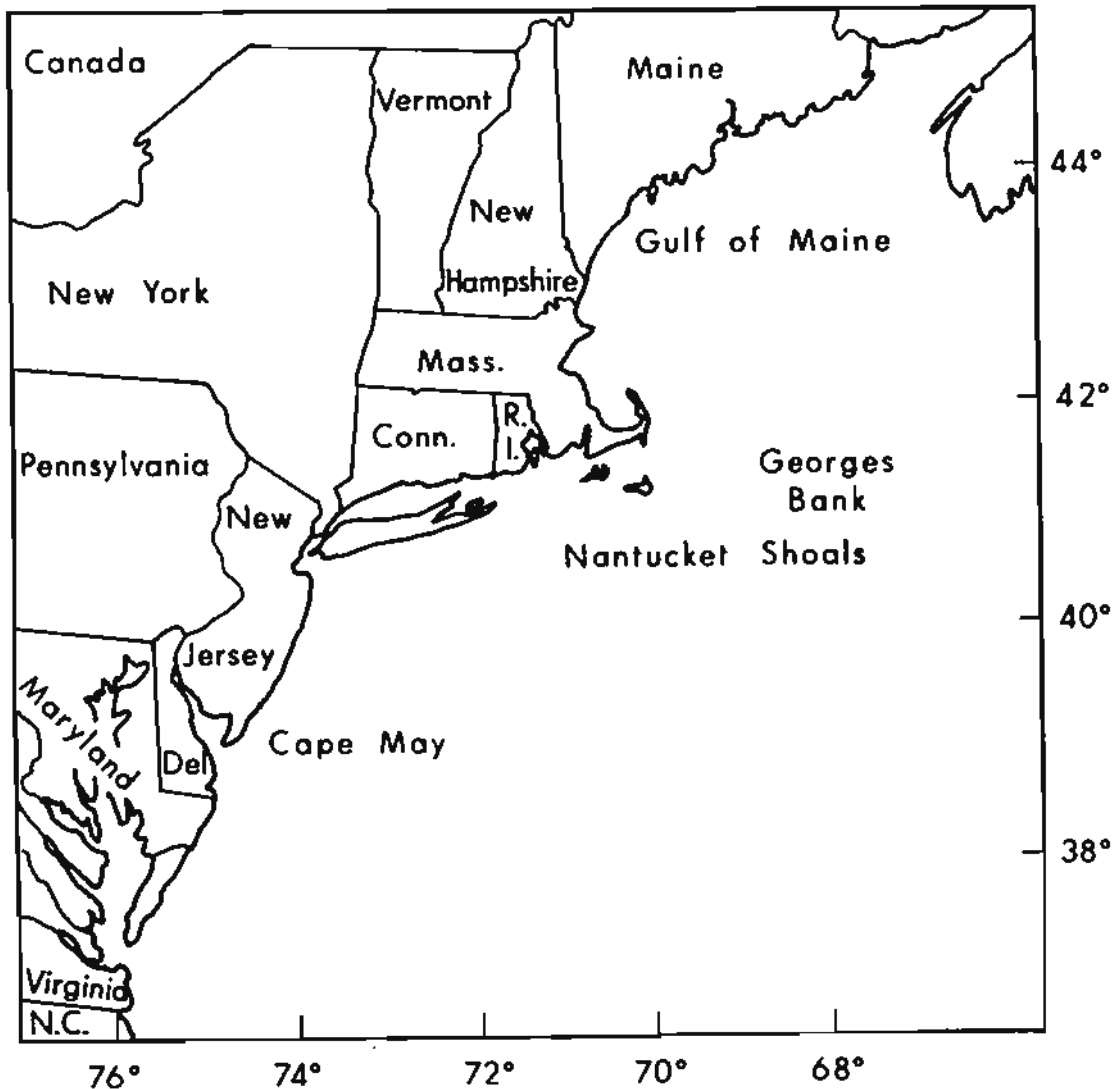 Canada
Maine
Vermont
44°
New
Hampshire
Gulf of Maine
New York
Mass.
42°
R.
I.
Conn.
Pennsylvania
Georges
Bank
New
Jersey
Nantucket Shoals
40°
Maryland
Cape May
Del
38°
Virginia
N.C.
76°
74°
72°
70°
68°